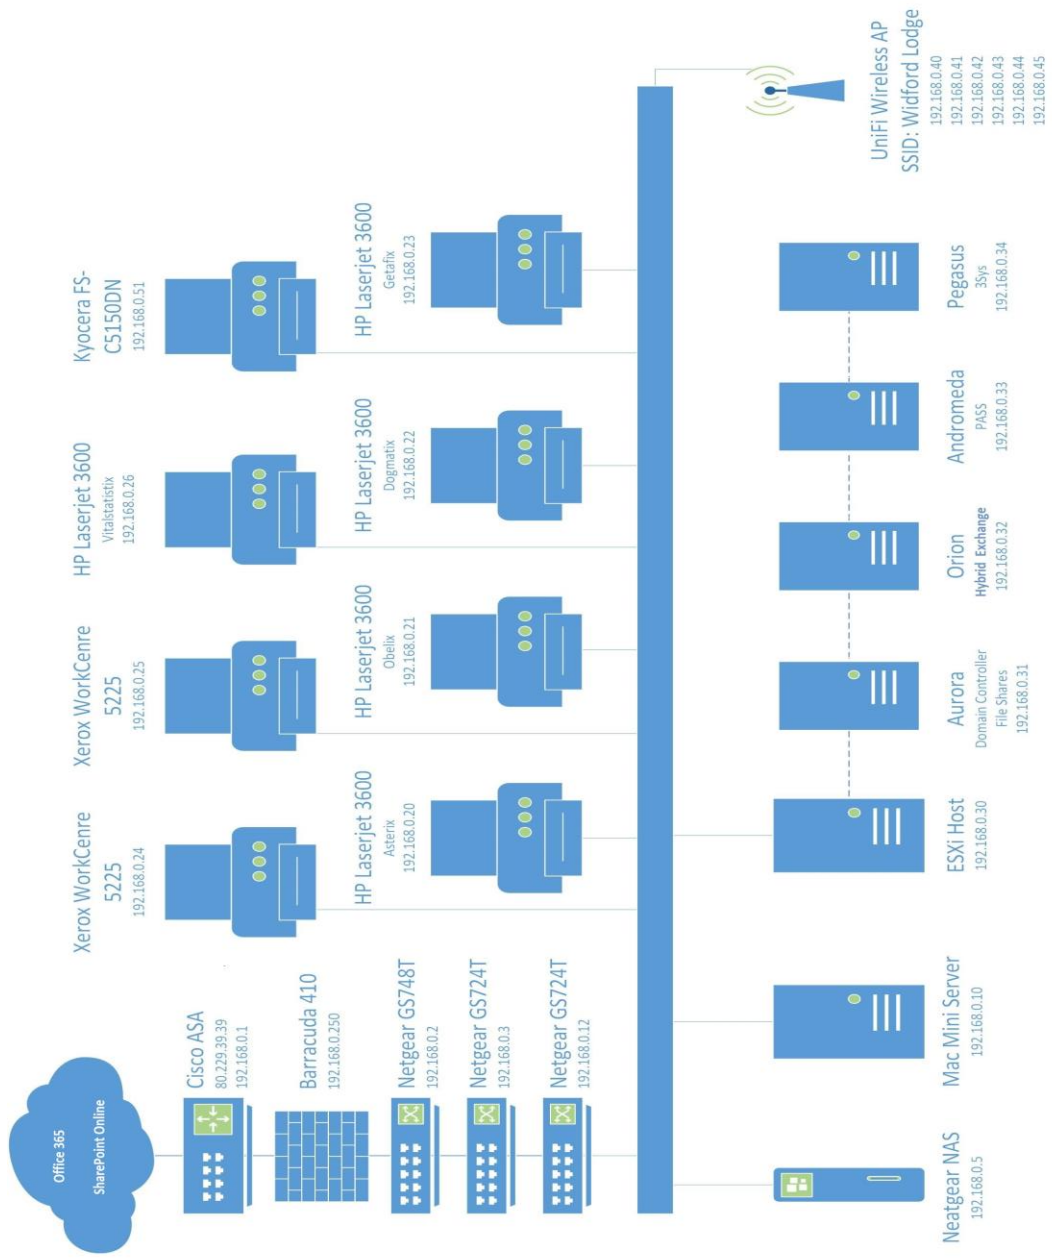 Office 365
SharePoint Online
Cisco ASA
80.229.39.39
192.168.0.1
Barracuda 410
192.168.0.250
Netgear GS748T
192.168.0.2
Netgear GS724T
192.168.0.3
Netgear GS724T
192.168.0.12
Xerox WorkCenre
5225
192.168.0.24
Xerox WorkCenre
5225
192.168.0.25
HP Laserjet 3600
Vitalstatistix
192.168.0.26
Kyocera FS-
C5150DN
192.168.0.51
HP Laserjet 3600
Asterix
192.168.0.20
HP Laserjet 3600
Obelix
192.168.0.21
HP Laserjet 3600
Dogmatix
192.168.0.22
HP Laserjet 3600
Getafix
192.168.0.23
Neatgear NAS
192.168.0.5
Mac Mini Server
192.168.0.10
ESXi Host
192.168.0.30
Aurora
Domain Controller
File Shares
192.168.0.31
Orion
Hybrid Exchange
192.168.0.32
Andromeda
PASS
192.168.0.33
Pegasus
3Sys
192.168.0.34
UniFi Wireless AP
SSID: Widford Lodge
192.168.0.40
192.168.0.41
192.168.0.42
192.168.0.43
192.168.0.44
192.168.0.45